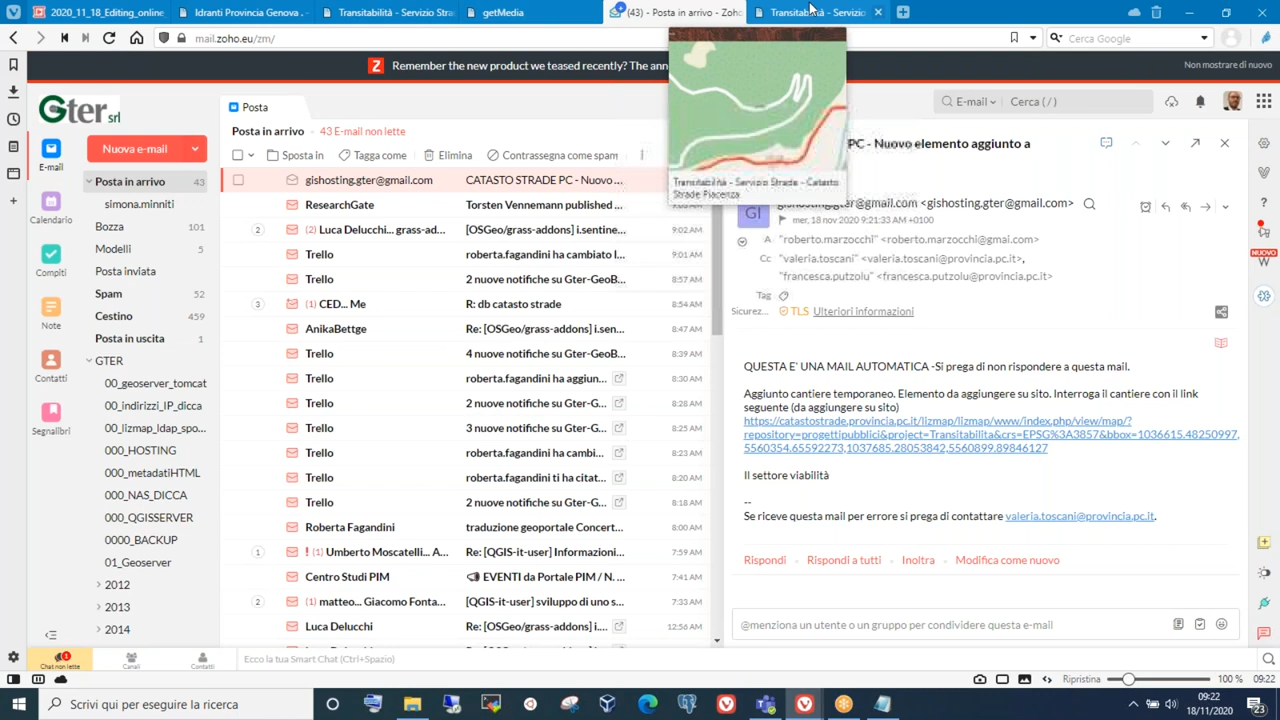 2020_11_18_Editing_online
Idranti Provincia Genova .
Transitabilità - Servizio Stra
getMedia
(43) - Posta in arrivo - Zoh
Transitabilità - Servizio
mail.zoho.eu/zm/
Cerca Google
Z Remember the new product we teased recently? The ann
Non mostrare di nuovo
Gter srl
Posta
E-mail
Cerca ( / )
Transitabilità - Servizio Strade - Catasto
Strade Piacenza
Posta in arrivo
43 E-mail non lette
Nuova e-mail
Sposta in
Tagga come
Elimina
Contrassegna come spam
E-mail
Calendario
Compiti
Note
Contatti
Segnalibri
Posta in arrivo 43
simona.minniti
Bozza 101
Modelli 5
Posta inviata
Spam 52
Cestino 459
Posta in uscita 1
GTER
00_geoserver_tomcat
00_indirizzi_IP_dicca
00_lizmap_ldap_spo...
000_HOSTING
000_metadatiHTML
000_NAS_DICCA
000_QGISSERVER
0000_BACKUP
01_Geoserver
2012
2013
2014
gishosting.gter@gmail.com CATASTO STRADE PC - Nuovo ...
ResearchGate Torsten Vennemann published ...
2 (2) Luca Delucchi... grass-ad... [OSGeo/grass-addons] i.sentine... 9:02 AM
Trello roberta.fagandini ha cambiato l... 9:01 AM
Trello 2 nuove notifiche su Gter-GeoB... 8:57 AM
3 (1) CED... Me R: db catasto strade 8:54 AM
AnikaBettge Re: [OSGeo/grass-addons] i.sen... 8:47 AM
Trello 4 nuove notifiche su Gter-GeoB... 8:39 AM
Trello roberta.fagandini ha aggiun... 8:30 AM
Trello 2 nuove notifiche su Gter-G... 8:28 AM
Trello 3 nuove notifiche su Gter-G... 8:25 AM
Trello roberta.fagandini ha cambi... 8:23 AM
Trello roberta.fagandini ti ha citat... 8:20 AM
Trello 2 nuove notifiche su Gter-G... 8:18 AM
Roberta Fagandini traduzione geoportale Concert... 8:00 AM
1 ! (1) Umberto Moscatelli... A... Re: [QGIS-it-user] Informazioni... 7:59 AM
Centro Studi PIM EVENTI da Portale PIM / N. ... 7:41 AM
2 (1) matteo... Giacomo Fonta... [QGIS-it-user] sviluppo di uno s... 7:33 AM
Luca Delucchi Re: [OSGeo/grass-addons] i.... 12:56 AM
PC - Nuovo elemento aggiunto a
GI
gishosting.gter@gmail.com <gishosting.gter@gmail.com>
mer, 18 nov 2020 9:21:33 AM +0100
A "roberto.marzocchi" <roberto.marzocchi@gmai.com>
Cc "valeria.toscani" <valeria.toscani@provincia.pc.it>,
"francesca.putzolu" <francesca.putzolu@provincia.pc.it>
Tag
Sicurez... TLS Ulteriori informazioni
QUESTA E' UNA MAIL AUTOMATICA -Si prega di non rispondere a questa mail.
Aggiunto cantiere temporaneo. Elemento da aggiungere su sito. Interroga il cantiere con il link
seguente (da aggiungere su sito)
https://catastostrade.provincia.pc.it/lizmap/lizmap/www/index.php/view/map/?
repository=progettipubblici&project=Transitabilita&crs=EPSG%3A3857&bbox=1036615.48250997,
5560354.65592273,1037685.28053842,5560899.89846127
Il settore viabilità
--
Se riceve questa mail per errore si prega di contattare valeria.toscani@provincia.pc.it.
Rispondi
Rispondi a tutti
Inoltra
Modifica come nuovo
@menziona un utente o un gruppo per condividere questa e-mail
NUOVO
Chat non lette
1
Canali
Contatti
Ecco la tua Smart Chat (Ctrl+Spazio)
Ripristina
100 %
09:22
Scrivi qui per eseguire la ricerca
09:22
18/11/2020
23